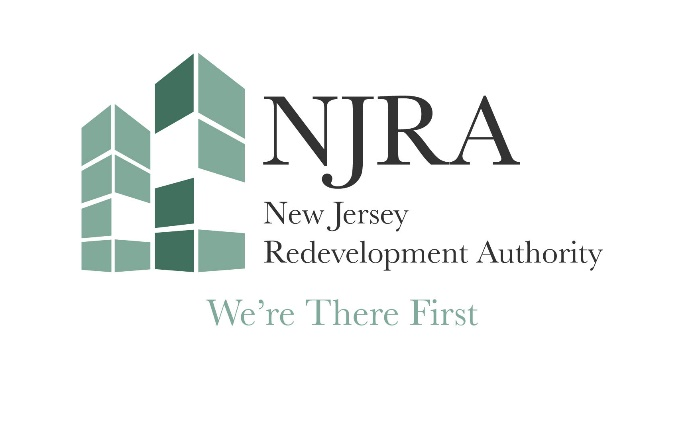 NJRA
New Jersey
Redevelopment Authority
We're There First